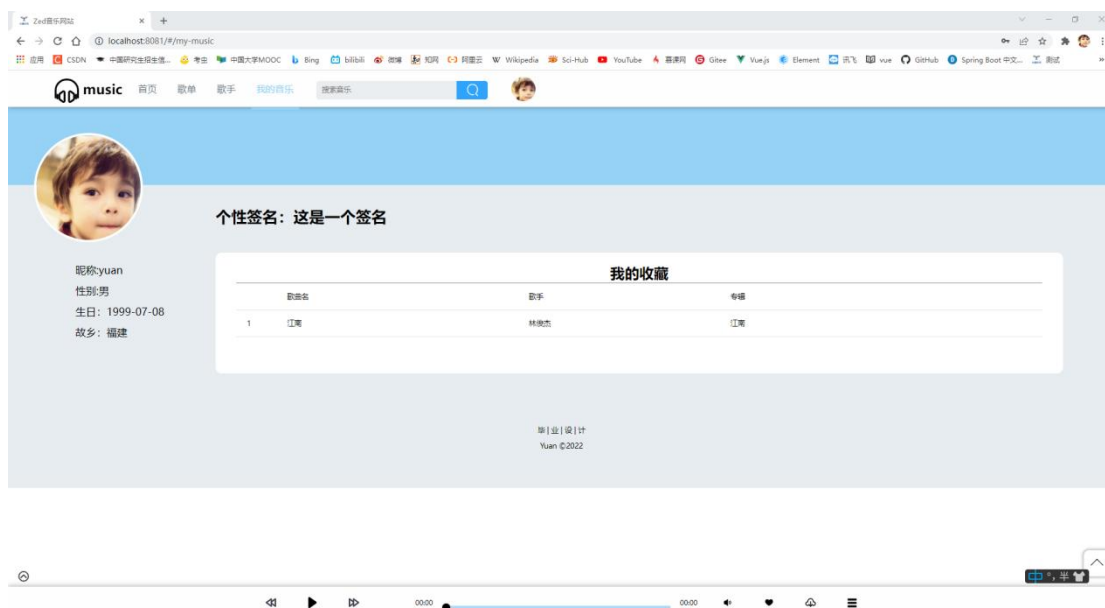 Zed音乐网站
localhost:8081/#/my-music
应用 CSDN 中国研究生招生信... 考虫 中国大学MOOC Bing bilibili 微博 知网 阿里云 Wikipedia Sci-Hub YouTube 慕课网 Gitee Vue.js Element 讯飞 vue GitHub Spring Boot 中文... 测试 »
music 首页 歌单 歌手 我的音乐 搜索音乐
个性签名：这是一个签名
昵称:yuan
性别:男
生日：1999-07-08
故乡：福建
我的收藏
歌曲名 歌手 专辑
1 江南 林俊杰 江南
毕|业|设|计
Yuan ©2022
中 °, 半
00:00 00:00